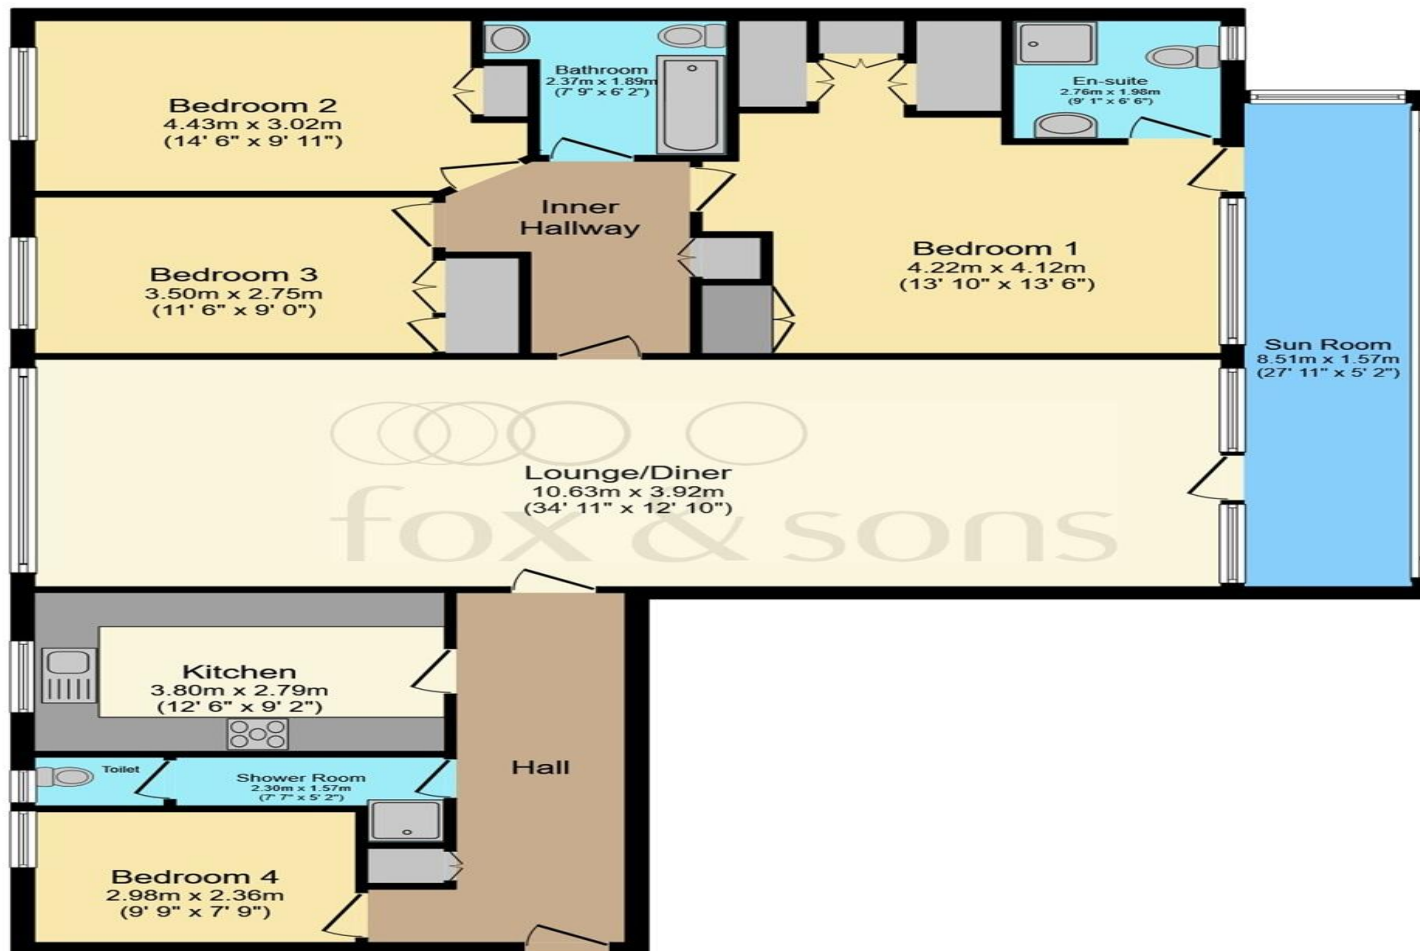 Bedroom 2
4.43m x 3.02m
(14' 6" x 9' 11")
Bathroom
2.37m x 1.89m
(7' 9" x 6' 2")
En-suite
2.76m x 1.98m
(9' 1" x 6' 6")
Inner
Hallway
Bedroom 3
3.50m x 2.75m
(11' 6" x 9' 0")
Bedroom 1
4.22m x 4.12m
(13' 10" x 13' 6")
Sun Room
8.51m x 1.57m
(27' 11" x 5' 2")
Lounge/Diner
10.63m x 3.92m
(34' 11" x 12' 10")
fox & sons
Kitchen
3.80m x 2.79m
(12' 6" x 9' 2")
Hall
Toilet
Shower Room
2.30m x 1.57m
(7' 7" x 5' 2")
Bedroom 4
2.98m x 2.36m
(9' 9" x 7' 9")